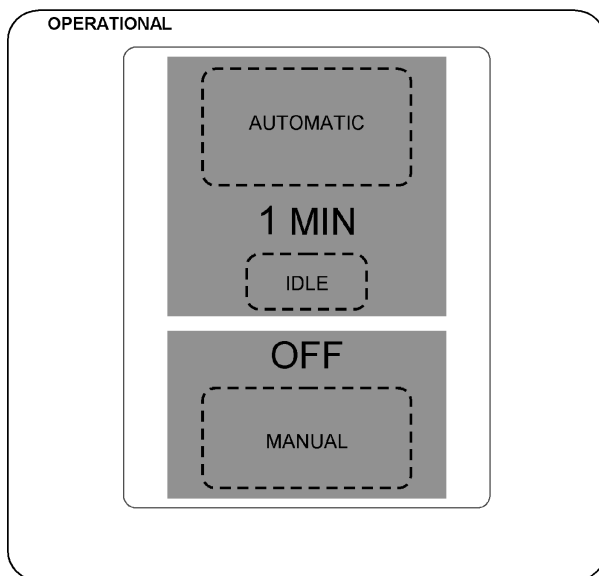 OPERATIONAL
AUTOMATIC
1 MIN
IDLE
OFF
MANUAL